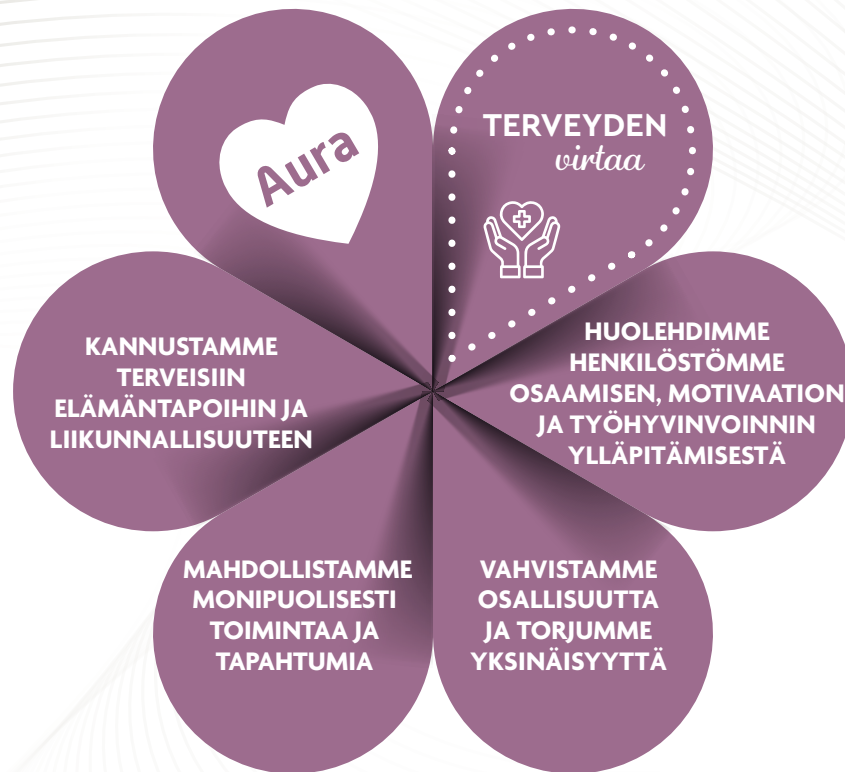 Aura
TERVEYDEN
virtaa
HUOLEHDIMME
HENKILÖSTÖMME
OSAAMISEN, MOTIVAATION
JA TYÖHYVINVOINNIN
YLLÄPITÄMISESTÄ
VAHVISTAMME
OSALLISUUTTA
JA TORJUMME
YKSINÄISYYTTÄ
MAHDOLLISTAMME
MONIPUOLISESTI
TOIMINTAA JA
TAPAHTUMIA
KANNUSTAMME
TERVEISIIN
ELÄMÄNTAPOIHIN JA
LIIKUNNALLISUUTEEN